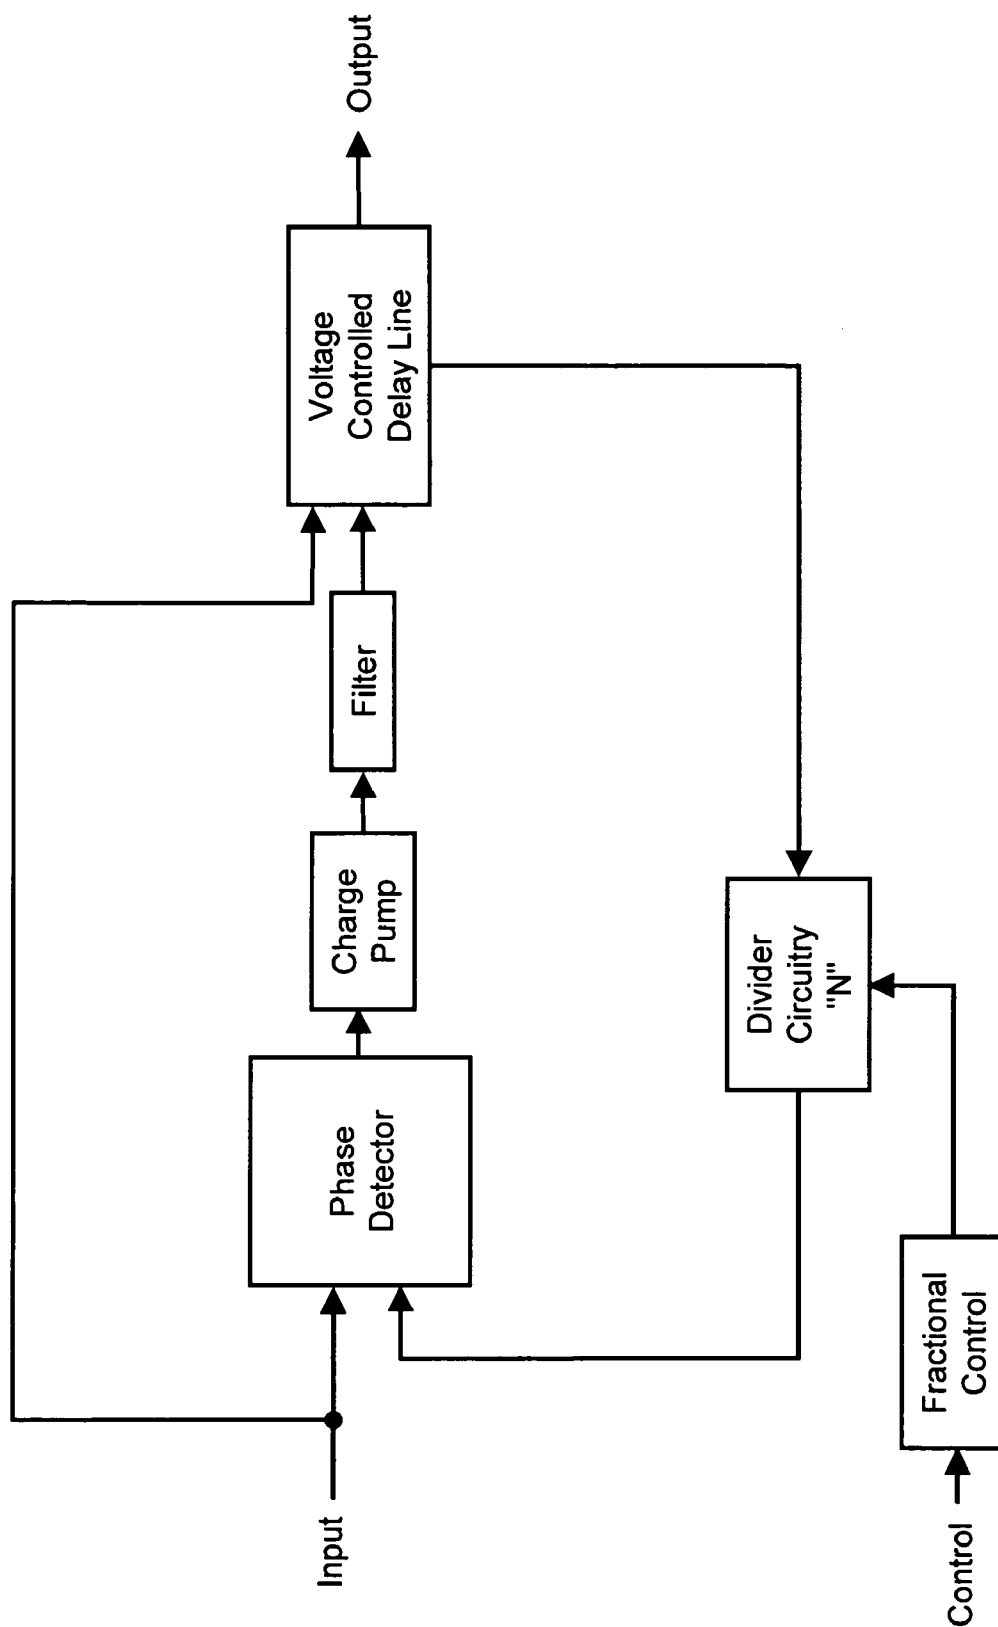 Input
Phase
Detector
Charge
Pump
Filter
Voltage
Controlled
Delay Line
Output
Divider
Circuitry
"N"
Control
Fractional
Control